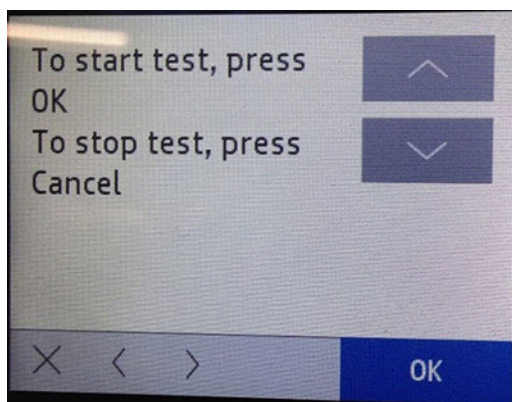 To start test, press
OK
To stop test, press
Cancel
OK